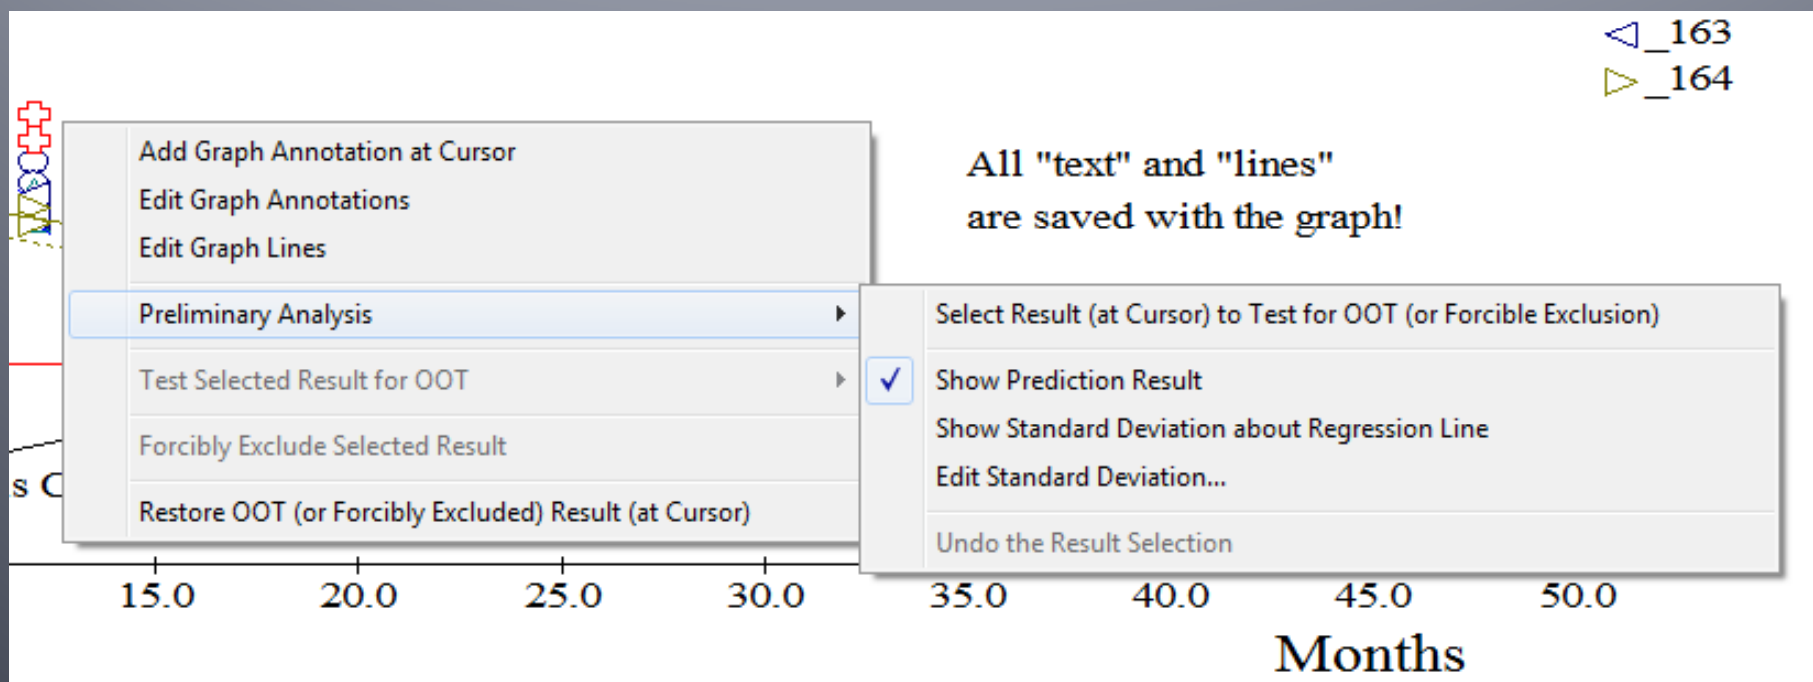 _163
_164
All "text" and "lines"
are saved with the graph!
Add Graph Annotation at Cursor
Edit Graph Annotations
Edit Graph Lines
Preliminary Analysis
Test Selected Result for OOT
Forcibly Exclude Selected Result
Restore OOT (or Forcibly Excluded) Result (at Cursor)
Select Result (at Cursor) to Test for OOT (or Forcible Exclusion)
Show Prediction Result
Show Standard Deviation about Regression Line
Edit Standard Deviation...
Undo the Result Selection
s C
15.0 20.0 25.0 30.0 35.0 40.0 45.0 50.0
Months